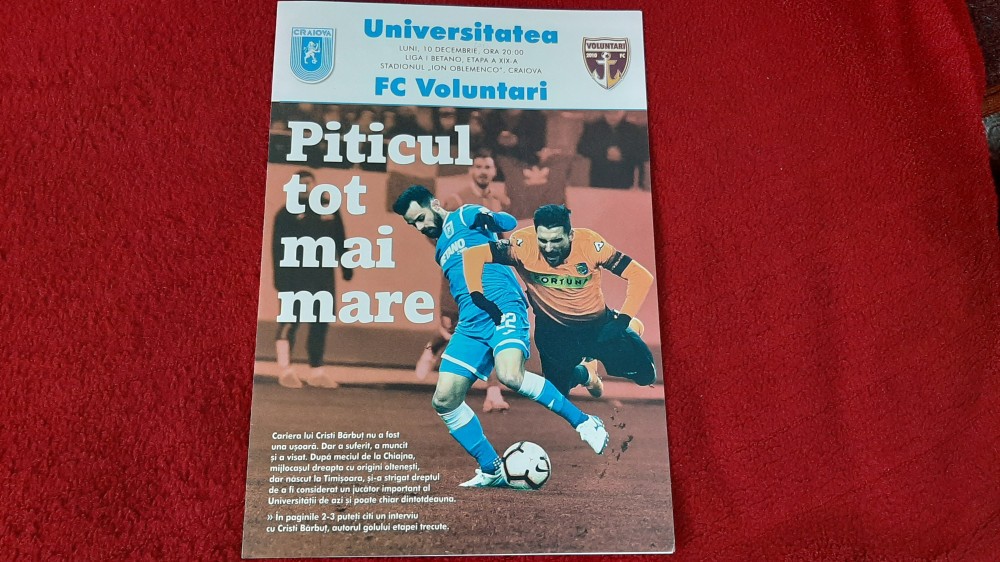 CRAIOVA
Universitatea
LUNI, 10 DECEMBRIE, ORA 20:00
LIGA I BETANO, ETAPA A XIX-A
STADIONUL „ION OBLEMENCO”, CRAIOVA
FC Voluntari
VOLUNTARI
2010 FC
Piticul
tot
mai
mare
BETANO
FORTUNA
Cariera lui Cristi Bărbuț nu a fost
una ușoară. Dar a suferit, a muncit
și a visat. După meciul de la Chiajna,
mijlocașul dreapta cu origini oltenești,
dar născut la Timișoara, și-a strigat dreptul
de a fi considerat un jucător important al
Universității de azi și poate chiar dintotdeauna.
» În paginile 2-3 puteți citi un interviu
cu Cristi Bărbuț, autorul golului etapei trecute.